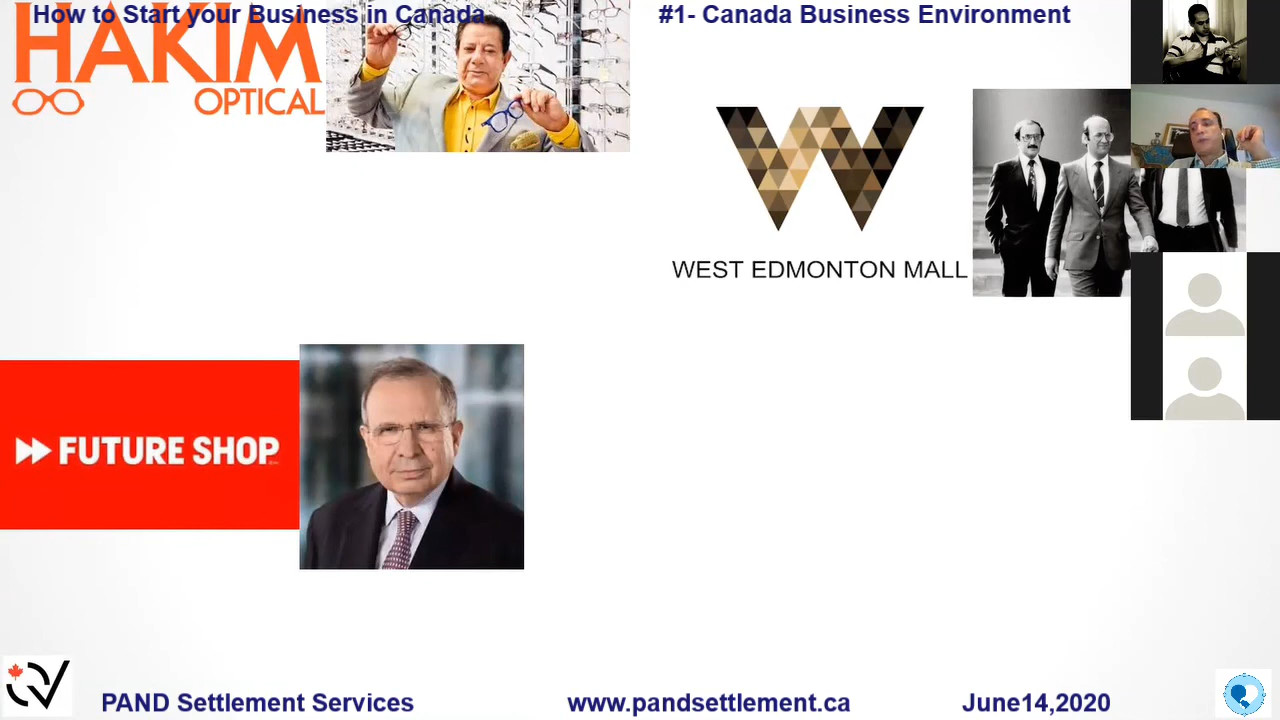 How to Start your Business in Canada
#1- Canada Business Environment
HAKIM
OPTICAL
WEST EDMONTON MALL
FUTURE SHOP
PAND Settlement Services
www.pandsettlement.ca
June14,2020